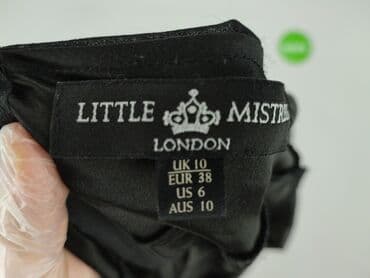 LITTLE MISTRE
LONDON
UK 10
EUR 38
US 6
AUS 10